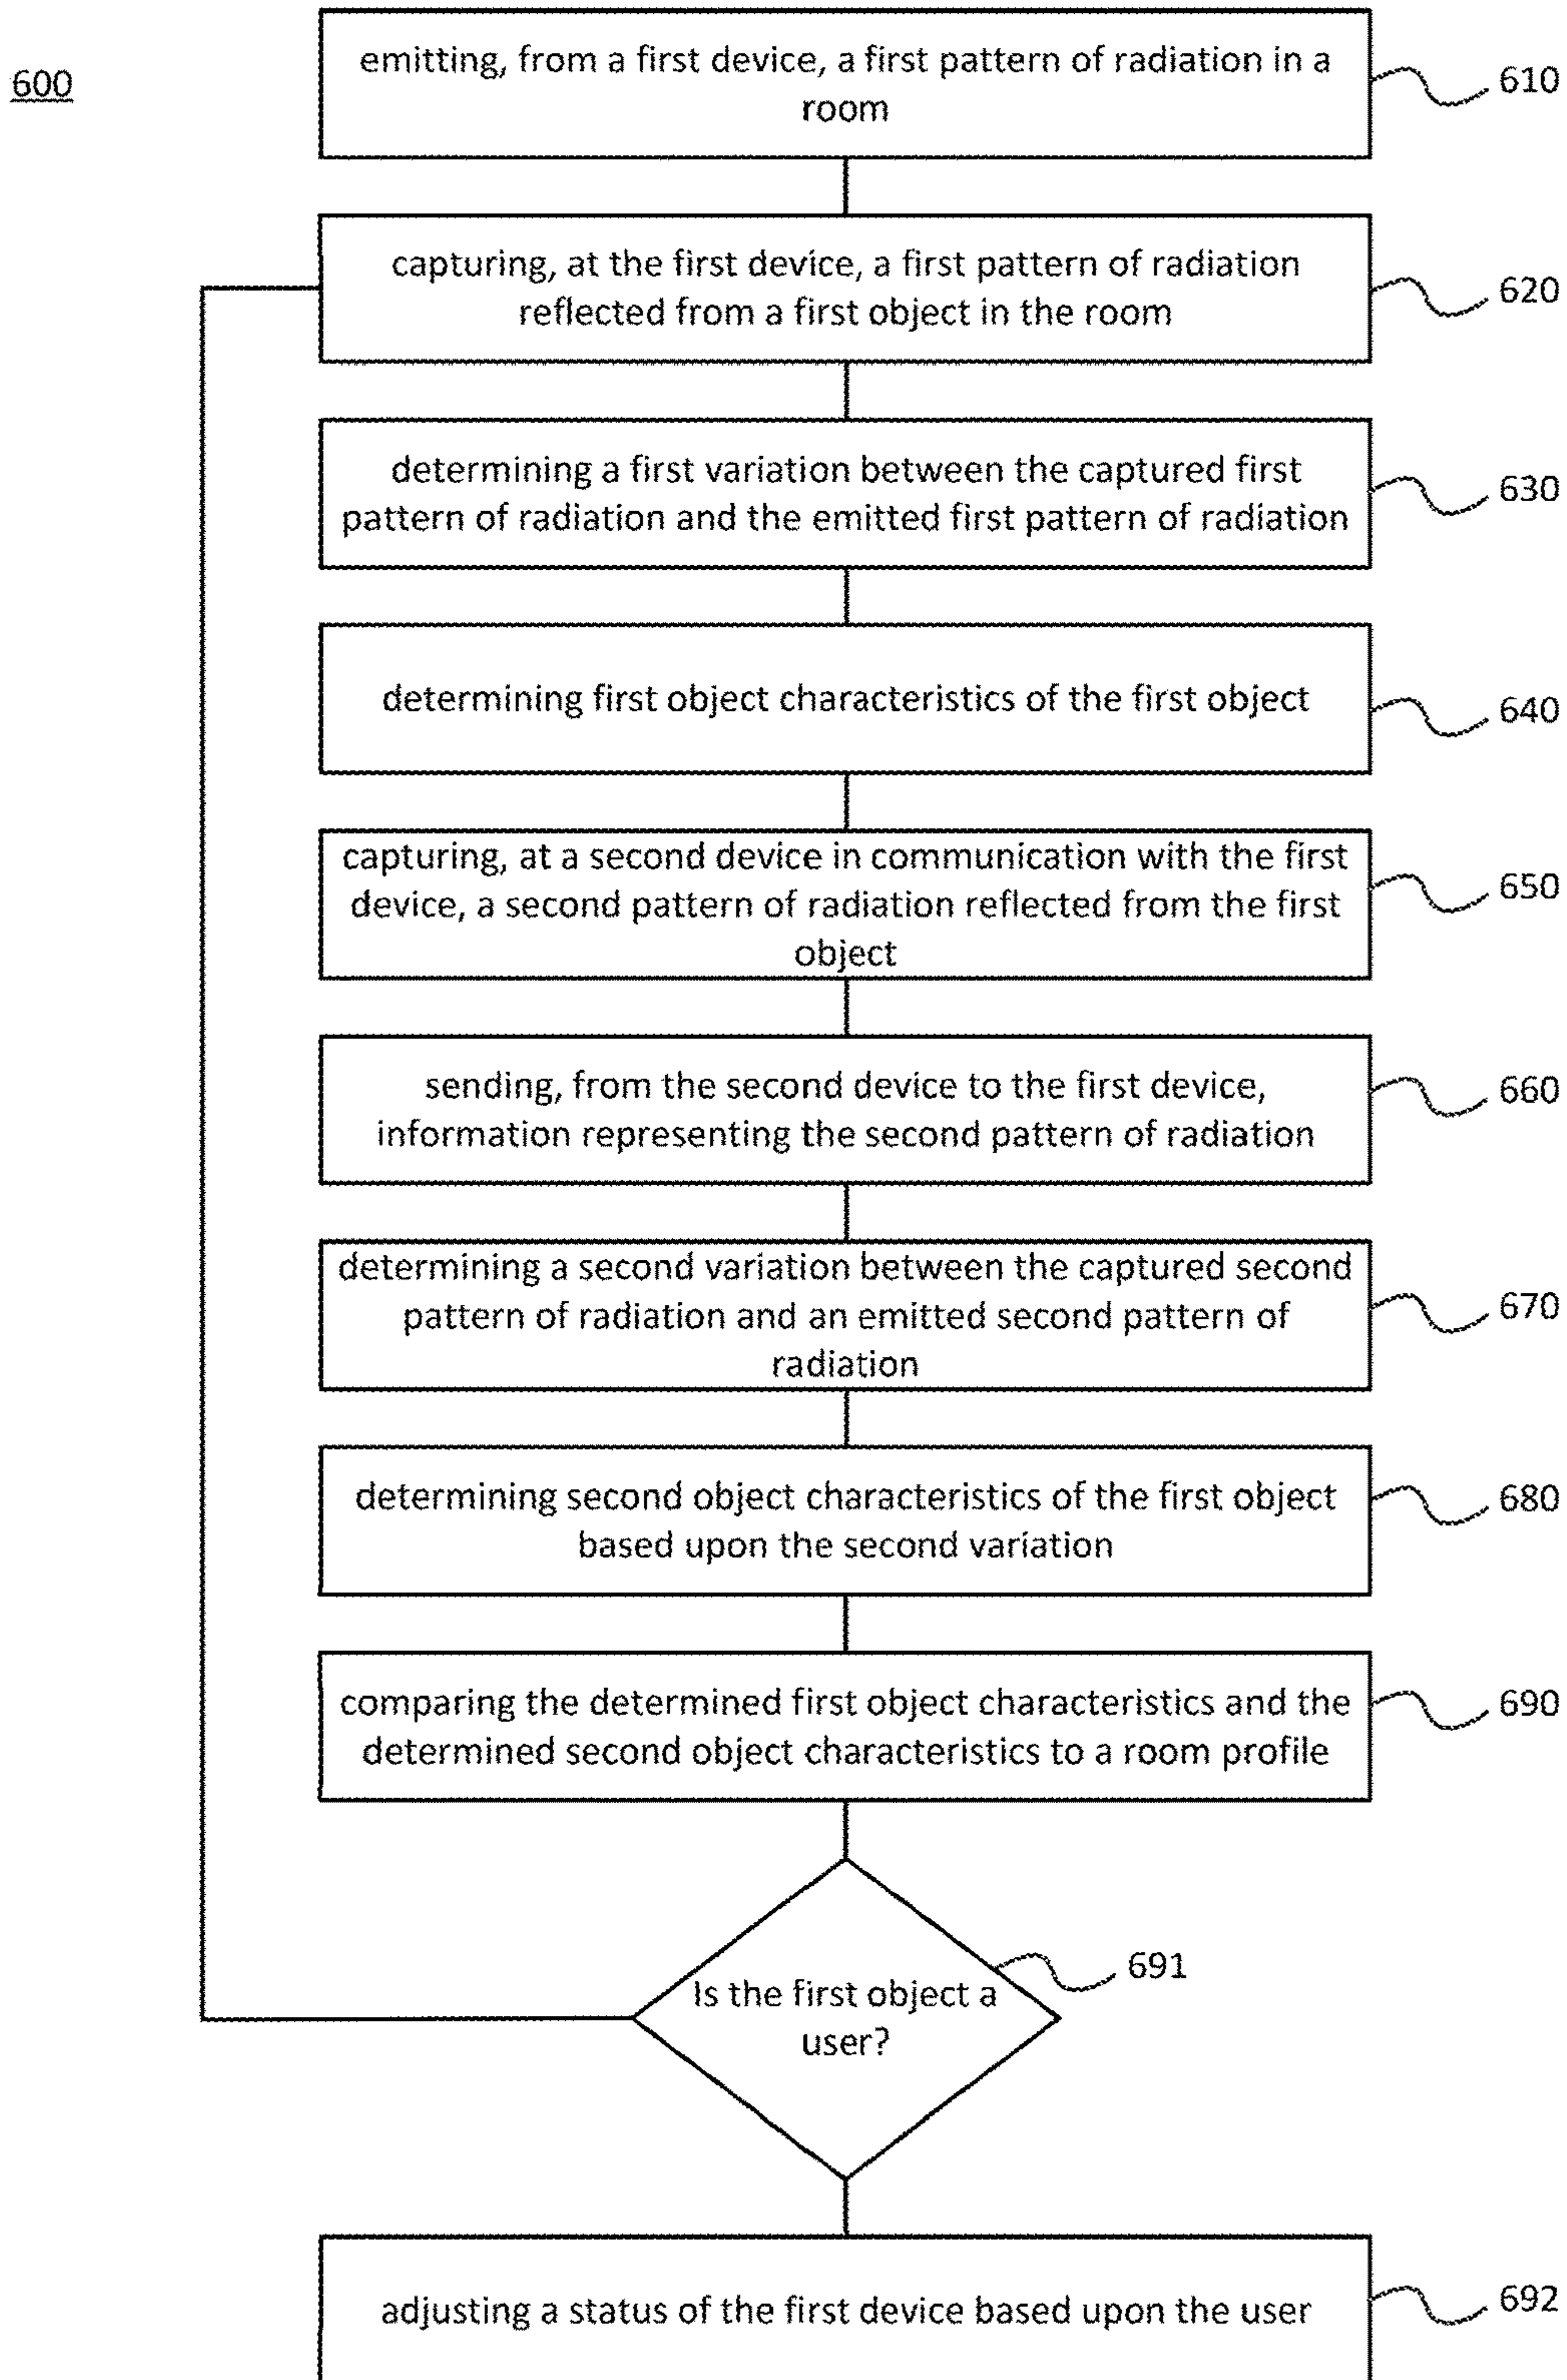 600
emitting, from a first device, a first pattern of radiation in a
room
610
capturing, at the first device, a first pattern of radiation
reflected from a first object in the room
620
determining a first variation between the captured first
pattern of radiation and the emitted first pattern of radiation
630
determining first object characteristics of the first object
640
capturing, at a second device in communication with the first
device, a second pattern of radiation reflected from the first
object
650
sending, from the second device to the first device,
information representing the second pattern of radiation
660
determining a second variation between the captured second
pattern of radiation and an emitted second pattern of
radiation
670
determining second object characteristics of the first object
based upon the second variation
680
comparing the determined first object characteristics and the
determined second object characteristics to a room profile
690
Is the first object a
user?
691
adjusting a status of the first device based upon the user
692